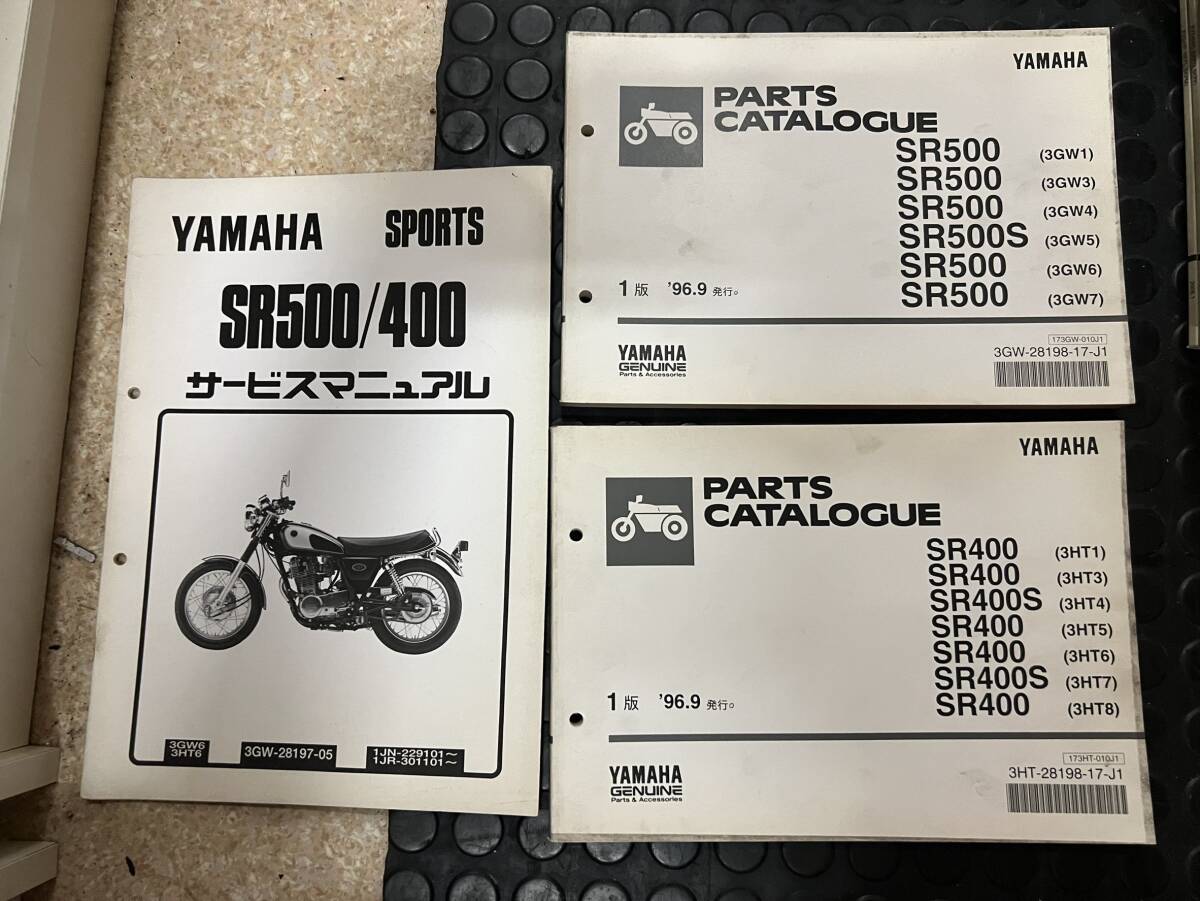 YAMAHA SPORTS
SR500/400
サービスマニュアル
3GW6
3HT6
3GW-28197-05
1JN-229101～
1JR-301101～
YAMAHA
PARTS
CATALOGUE
SR500 (3GW1)
SR500 (3GW3)
SR500 (3GW4)
SR500S (3GW5)
SR500 (3GW6)
SR500 (3GW7)
1版 '96.9 発行。
YAMAHA
GENUINE
Parts & Accessories
173GW-010J1
3GW-28198-17-J1
YAMAHA
PARTS
CATALOGUE
SR400 (3HT1)
SR400 (3HT3)
SR400S (3HT4)
SR400 (3HT5)
SR400 (3HT6)
SR400S (3HT7)
SR400 (3HT8)
1版 '96.9 発行。
YAMAHA
GENUINE
Parts & Accessories
173HT-010J1
3HT-28198-17-J1